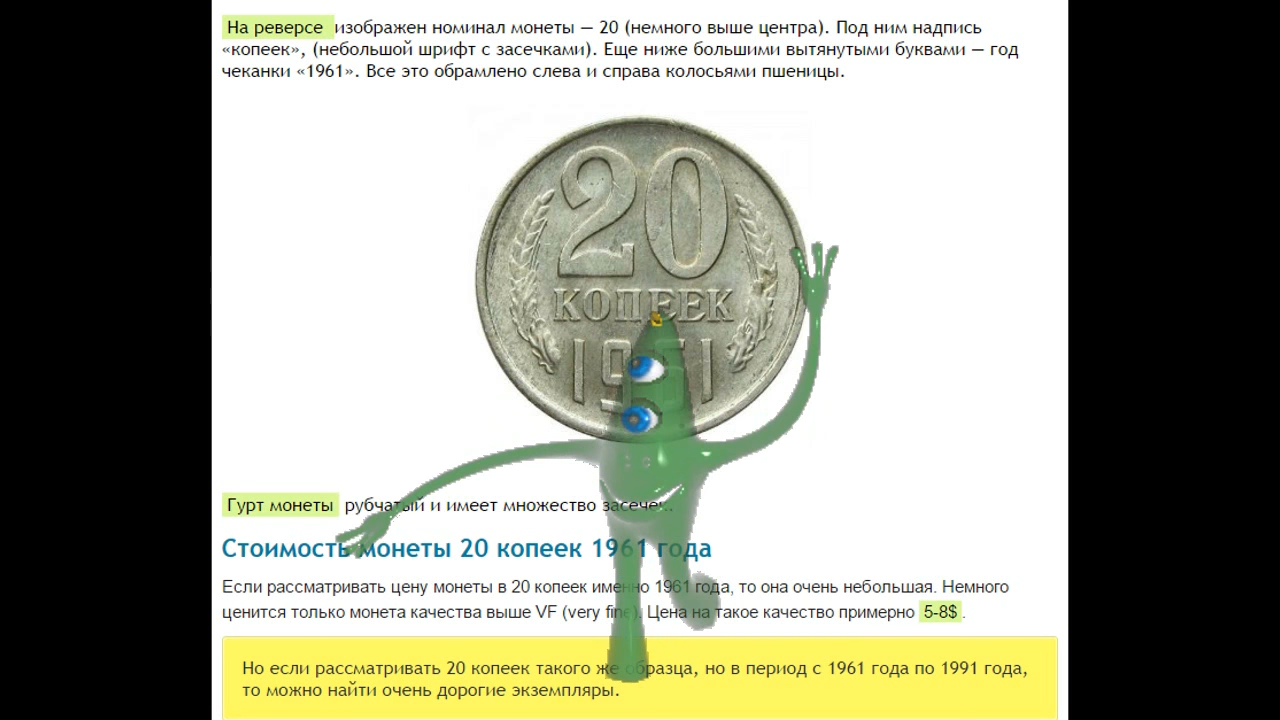 На реверсе изображен номинал монеты — 20 (немного выше центра). Под ним надпись
«копеек», (небольшой шрифт с засечками). Еще ниже большими вытянутыми буквами — год
чеканки «1961». Все это обрамлено слева и справа колосьями пшеницы.
20
КОПЕЕК
1961
Гурт монеты рубчатый и имеет множество засечек.
Стоимость монеты 20 копеек 1961 года
Если рассматривать цену монеты в 20 копеек именно 1961 года, то она очень небольшая. Немного
ценится только монета качества выше VF (very fine). Цена на такое качество примерно 5-8$.
Но если рассматривать 20 копеек такого же образца, но в период с 1961 года по 1991 года,
то можно найти очень дорогие экземпляры.